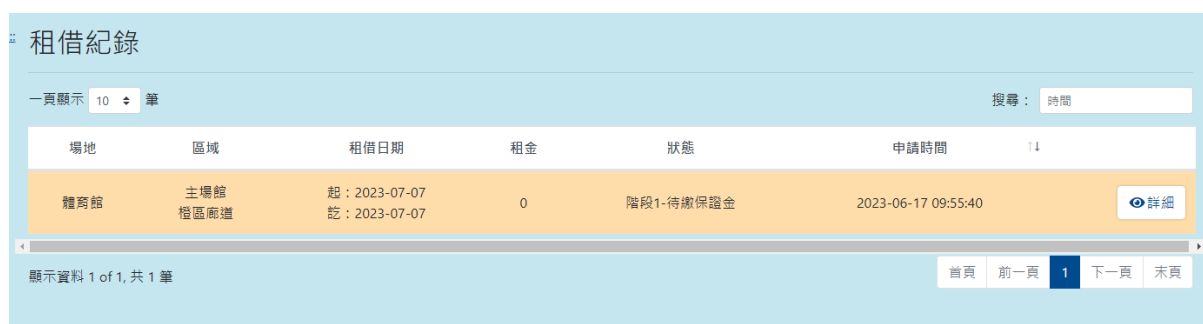 :::
租借紀錄
一頁顯示 10 筆
搜尋： 時間
場地 區域 租借日期 租金 狀態 申請時間 ↑↓
體育館 主場館 起：2023-07-07 0 階段1-待繳保證金 2023-06-17 09:55:40 詳細
橙區廊道 訖：2023-07-07
顯示資料 1 of 1, 共 1 筆
首頁 前一頁 1 下一頁 末頁